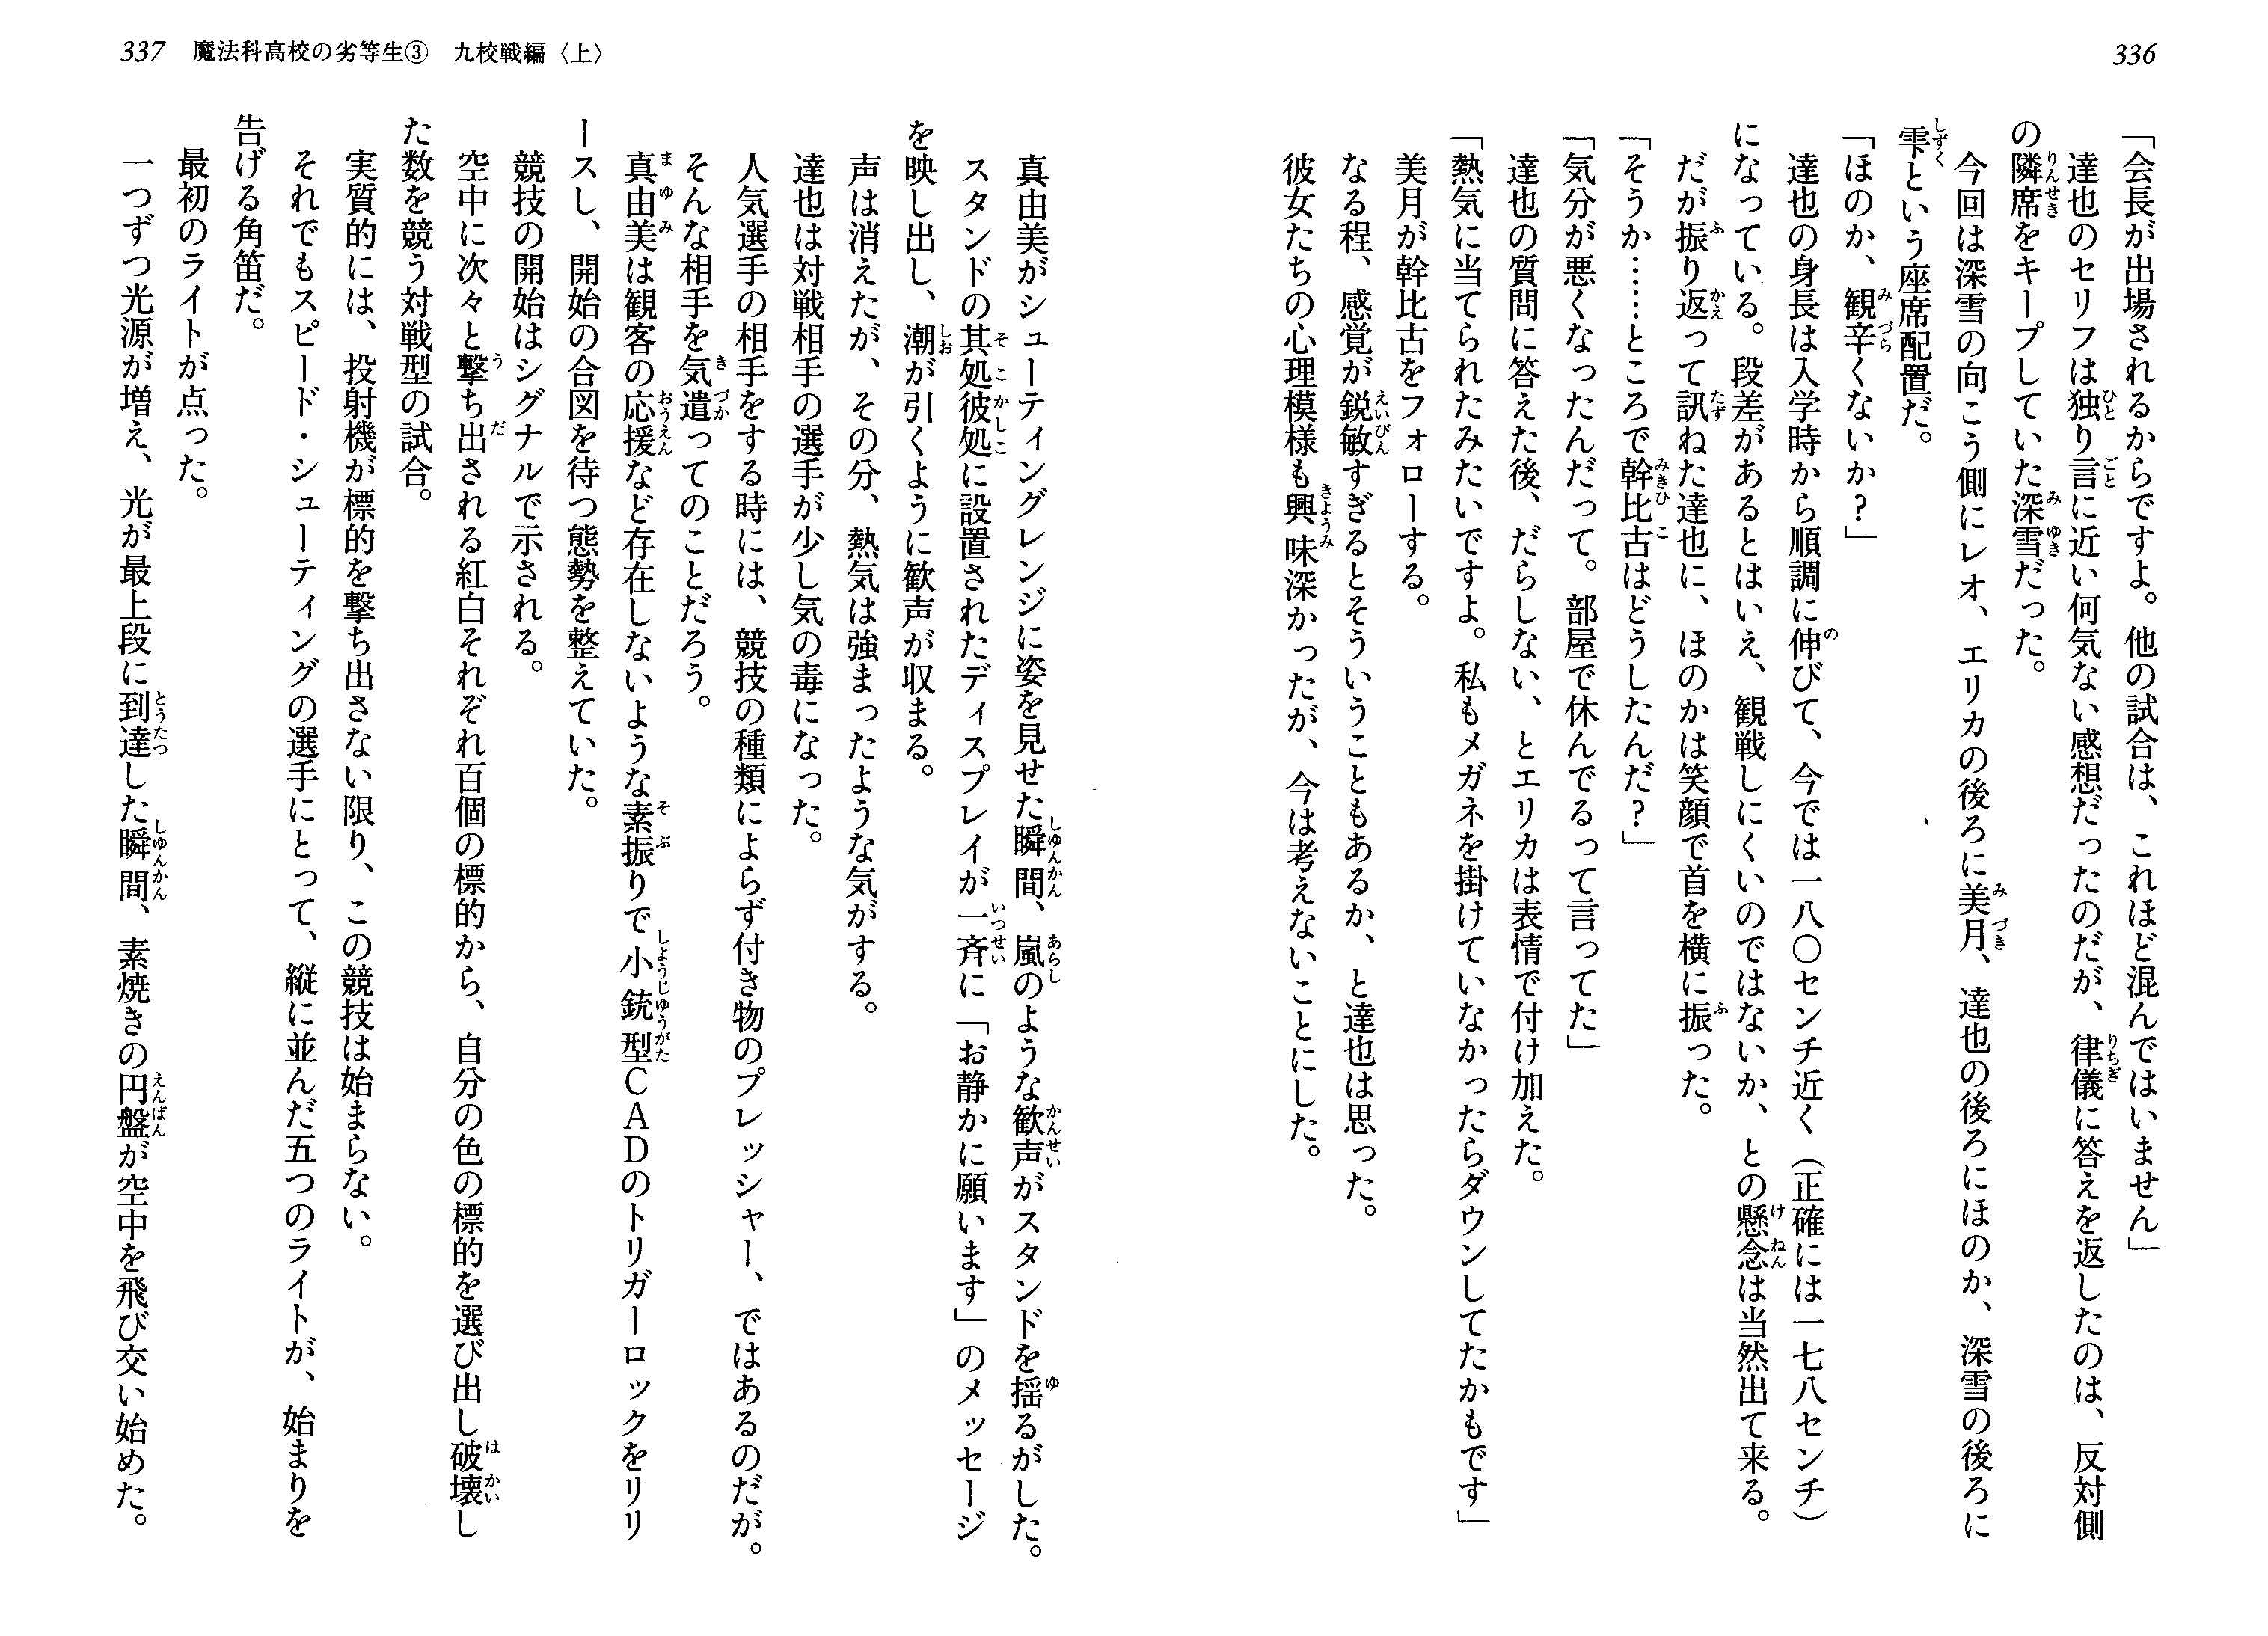 336
「会長が出場されるからですよ。他の試合は、これほど混んではいません」
達也のセリフは独り言に近い何気ない感想だったのだが、律儀に答えを返したのは、反対側
の隣席をキープしていた深雪だった。
今回は深雪の向こう側にレオ、エリカの後ろに美月、達也の後ろにほのか、深雪の後ろに
雫という座席配置だ。
「ほのか、観辛くないか?」
達也の身長は入学時から順調に伸びて、今では一八〇センチ近く(正確には一七八センチ)
になっている。段差があるとはいえ、観戦しにくいのではないか、との懸念は当然出て来る。
だが振り返って訊ねた達也に、ほのかは笑顔で首を横に振った。
「そうか……ところで幹比古はどうしたんだ?」
「気分が悪くなったんだって。部屋で休んでるって言ってた」
達也の質問に答えた後、だらしない、とエリカは表情で付け加えた。
「熱気に当てられたみたいですよ。私もメガネを掛けていなかったらダウンしてたかもです」
美月が幹比古をフォローする。
なる程、感覚が鋭敏すぎるとそういうこともあるか、と達也は思った。
彼女たちの心理模様も興味深かったが、今は考えないことにした。
337 魔法科高校の劣等生③ 九校戦編〈上〉
真由美がシューティングレンジに姿を見せた瞬間、嵐のような歓声がスタンドを揺るがした。
スタンドの其処彼処に設置されたディスプレイが一斉に「お静かに願います」のメッセージ
を映し出し、潮が引くように歓声が収まる。
声は消えたが、その分、熱気は強まったような気がする。
達也は対戦相手の選手が少し気の毒になった。
人気選手の相手をする時には、競技の種類によらず付き物のプレッシャー、ではあるのだが。
そんな相手を気遣ってのことだろう。
真由美は観客の応援など存在しないような素振りで小銃型CADのトリガーロックをリリ
ースし、開始の合図を待つ態勢を整えていた。
競技の開始はシグナルで示される。
空中に次々と撃ち出される紅白それぞれ百個の標的から、自分の色の標的を選び出し破壊し
た数を競う対戦型の試合。
実質的には、投射機が標的を撃ち出さない限り、この競技は始まらない。
それでもスピード・シューティングの選手にとって、縦に並んだ五つのライトが、始まりを
告げる角笛だ。
最初のライトが点った。
一つずつ光源が増え、光が最上段に到達した瞬間、素焼きの円盤が空中を飛び交い始めた。